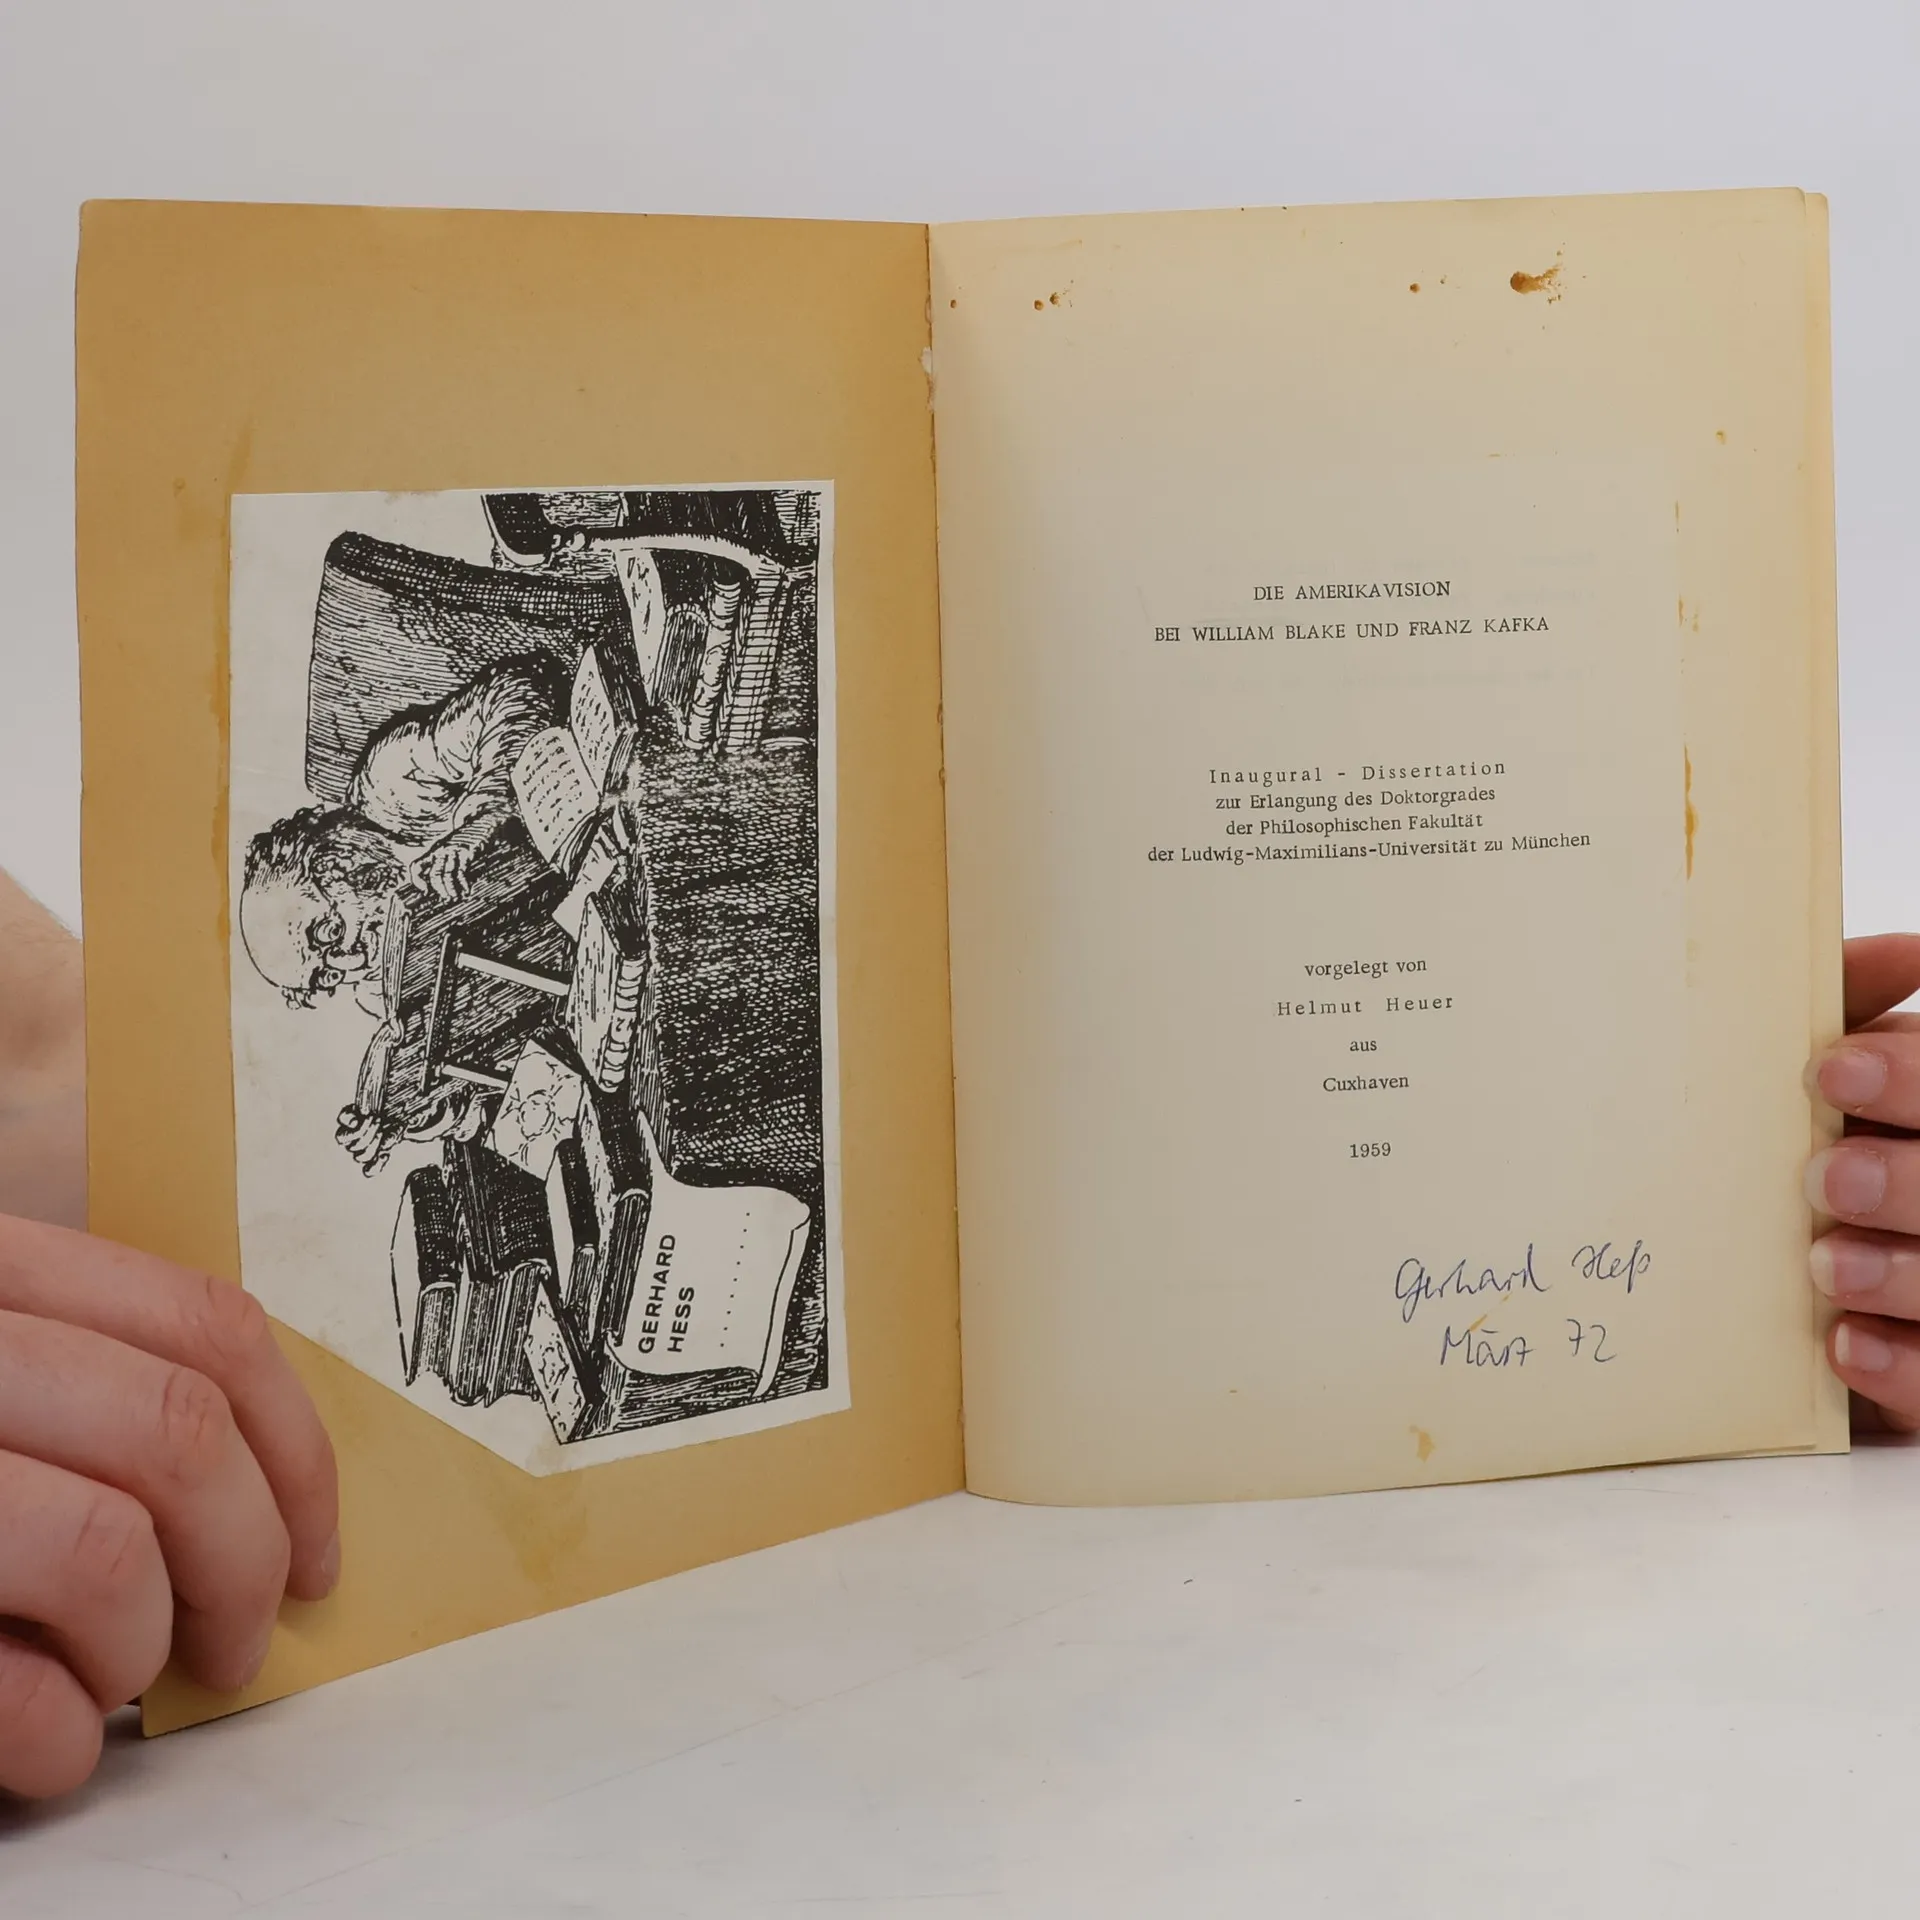 GERHARD
HESS
DIE AMERIKAVISION
BEI WILLIAM BLAKE UND FRANZ KAFKA
Inaugural - Dissertation
zur Erlangung des Doktorgrades
der Philosophischen Fakultät
der Ludwig-Maximilians-Universität zu München
vorgelegt von
Helmut Heuer
aus
Cuxhaven
1959
Gerhard Heß
März 72